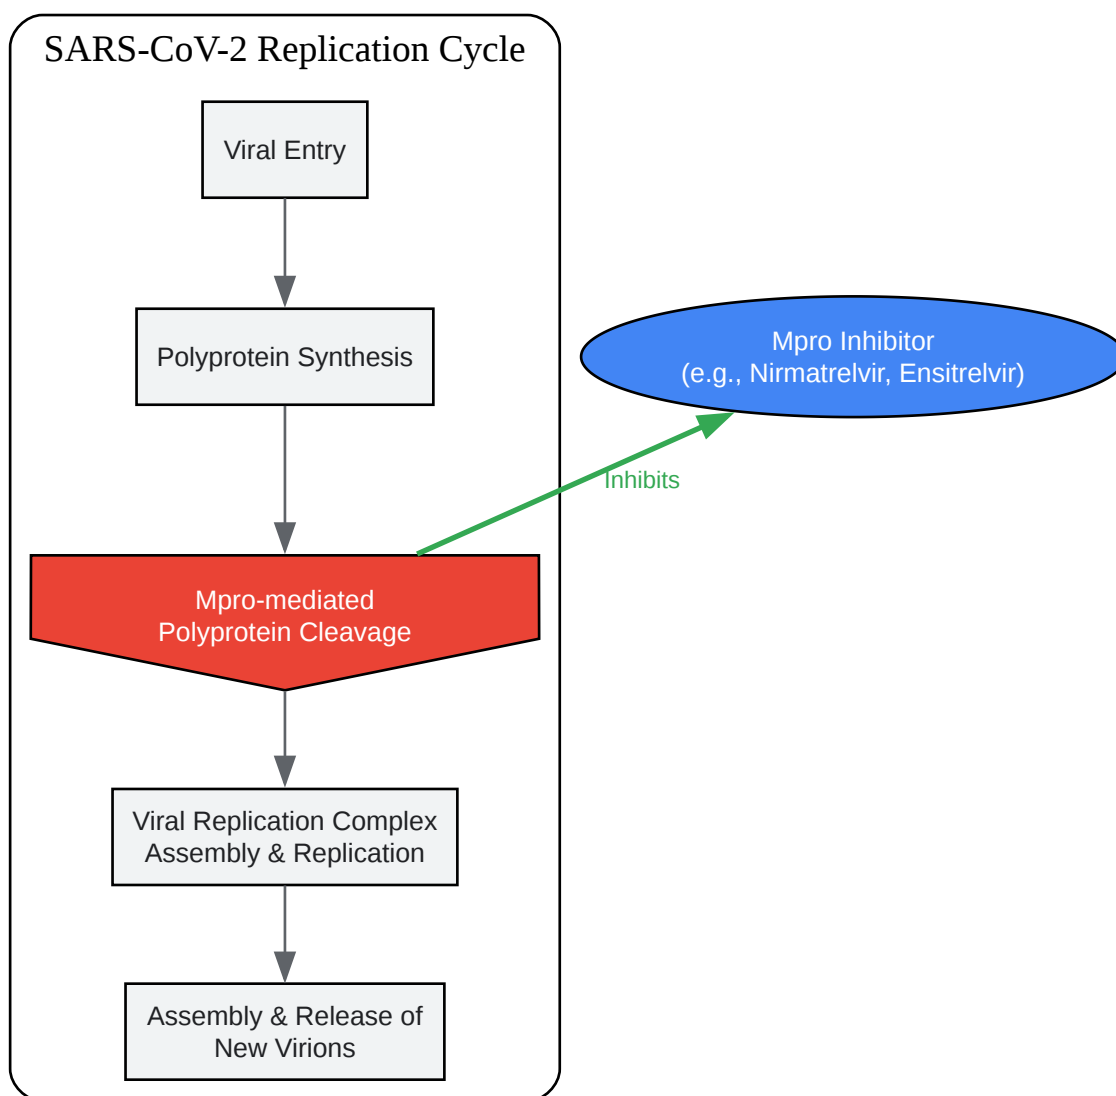 SARS-CoV-2 Replication Cycle
Viral Entry
Polyprotein Synthesis
Mpro Inhibitor
(e.g., Nirmatrelvir, Ensitrelvir)
Inhibits
Mpro-mediated
Polyprotein Cleavage
Viral Replication Complex
Assembly & Replication
Assembly & Release of
New Virions